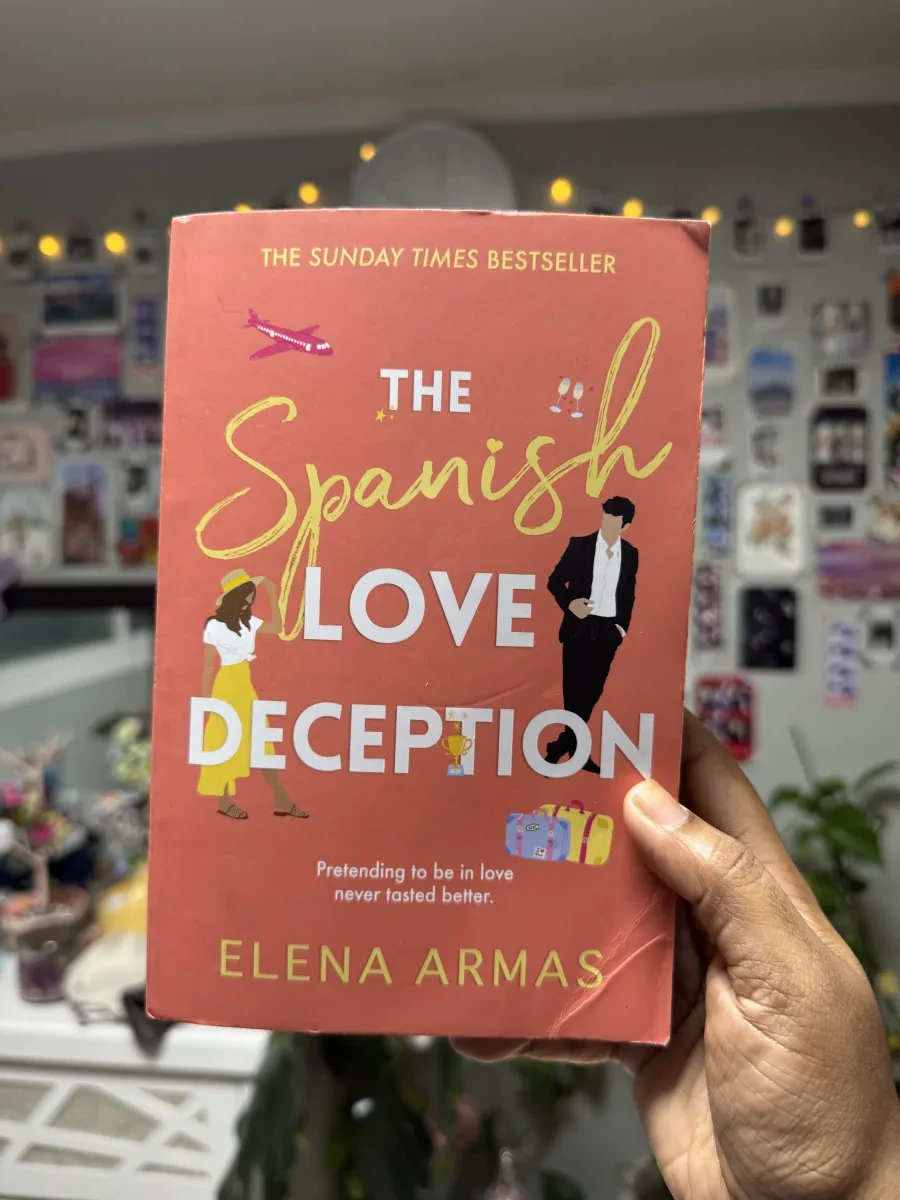 THE SUNDAY TIMES BESTSELLER
THE
Spanish
LOVE
DECEPTION
Pretending to be in love
never tasted better.
ELENA ARMAS